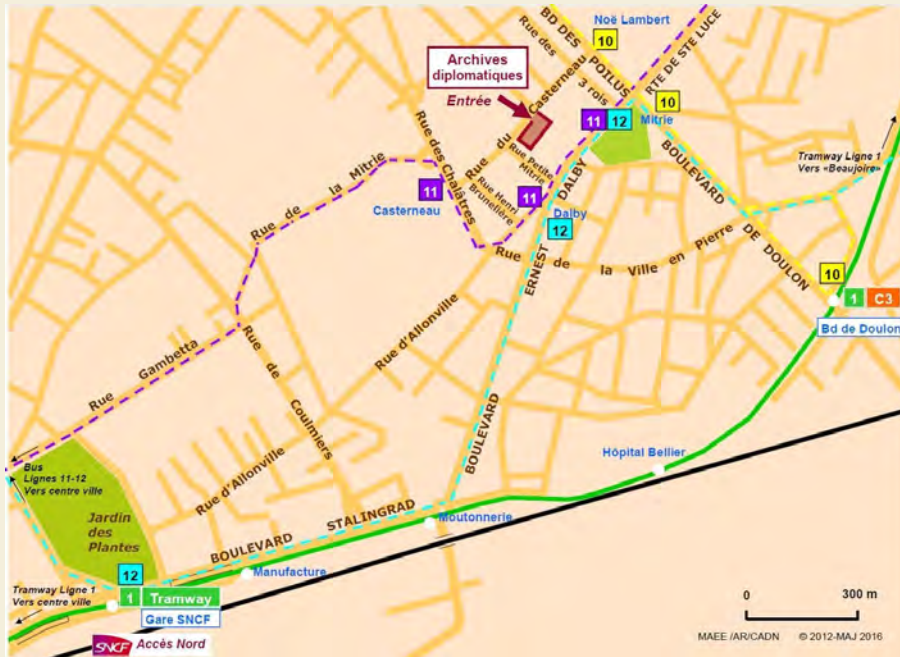 Noë Lambert
10
BD DES POILUS
Rue des
3 rois
RTE DE STE LUCE
Archives
diplomatiques
Entrée
Rue du Casterneau
10
11
12
Mitrie
Tramway Ligne 1
Vers «Beaujoire»
Rue des Châlâtres
Rue Petite
Mitrie
Rue Henri
Brunelière
11
11
Casterneau
Rue de la Mitrie
Dalby
12
BOULEVARD ERNEST DALBY
BOULEVARD DE DOULON
Rue de la Ville en Pierre
10
1
C3
Bd de Doulon
Rue d'Allonville
Rue Gambetta
Rue de Coulmiers
Rue d'Allonville
Bus
Lignes 11-12
Vers centre ville
Hôpital Bellier
Jardin
des
Plantes
BOULEVARD STALINGRAD
Moutonnerie
Manufacture
12
Tramway Ligne 1
Vers centre ville
1
Tramway
Gare SNCF
SNCF
Accès Nord
0
300 m
MAEE /AR/CADN © 2012-MAJ 2016